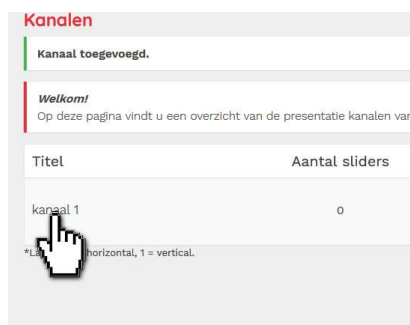 Kanalen
Kanaal toegevoegd.
Welkom!
Op deze pagina vindt u een overzicht van de presentatie kanalen
Titel Aantal sliders
kanaal 1 0
horizontal, 1 = vertical.